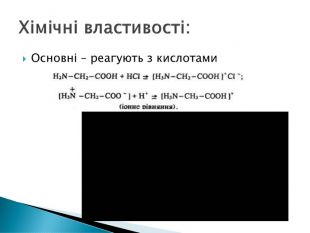 Хімічні властивості:
Основні – реагують з кислотами
H₂N–CH₂–COOH + HCl ⇄ [H₃N–CH₂–COOH]⁺Cl⁻;
[H₃N⁺–CH₂–COO⁻] + H⁺ ⇄ [H₃N–CH₂–COOH]⁺
(іонне рівняння).